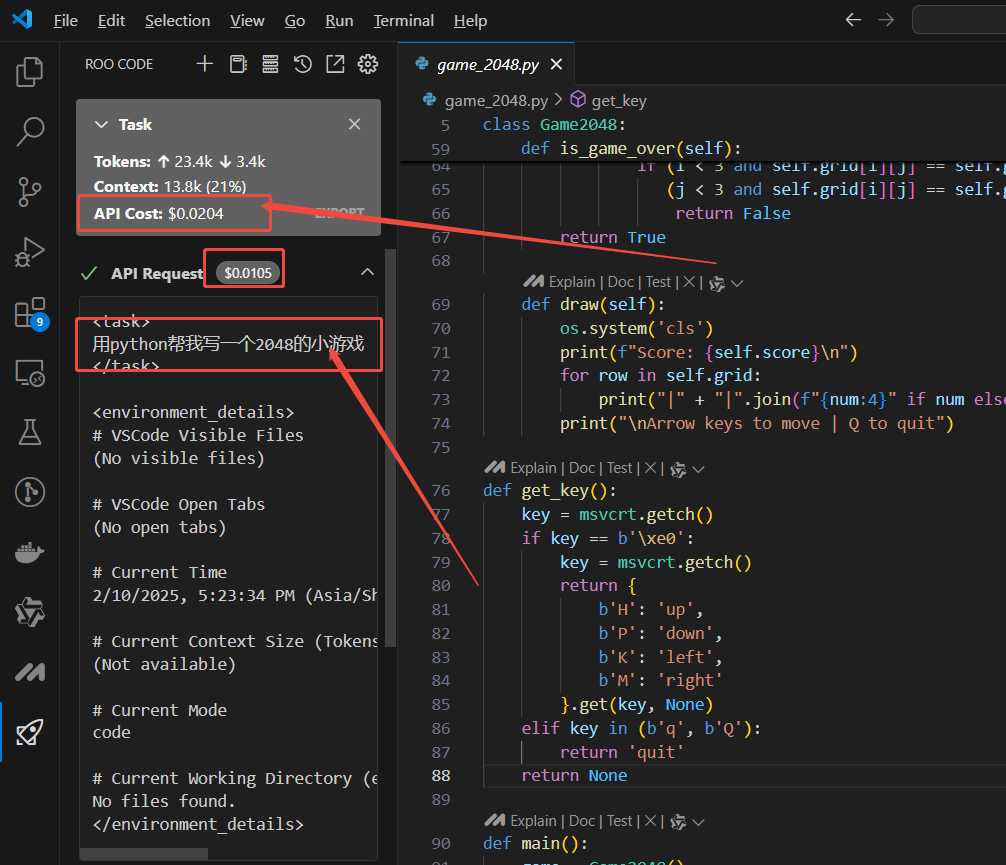 File Edit Selection View Go Run Terminal Help
ROO CODE
Task
Tokens: ↑ 23.4k ↓ 3.4k
Context: 13.8k (21%)
API Cost: $0.0204
EXPORT
API Request $0.0105
<task>
用python帮我写一个2048的小游戏
</task>
<environment_details>
# VSCode Visible Files
(No visible files)
# VSCode Open Tabs
(No open tabs)
# Current Time
2/10/2025, 5:23:34 PM (Asia/Sh
# Current Context Size (Tokens
(Not available)
# Current Mode
code
# Current Working Directory (e
No files found.
</environment_details>
9
game_2048.py
game_2048.py > get_key
5 class Game2048:
59 def is_game_over(self):
64 if (i < 3 and self.grid[i][j] == self.g
65 (j < 3 and self.grid[i][j] == self.g
66 return False
67 return True
68
Explain | Doc | Test | X |
69 def draw(self):
70 os.system('cls')
71 print(f"Score: {self.score}\n")
72 for row in self.grid:
73 print("|" + "|".join(f"{num:4}" if num else
74 print("\nArrow keys to move | Q to quit")
75
Explain | Doc | Test | X |
76 def get_key():
77 key = msvcrt.getch()
78 if key == b'\xe0':
79 key = msvcrt.getch()
80 return {
81 b'H': 'up',
82 b'P': 'down',
83 b'K': 'left',
84 b'M': 'right'
85 }.get(key, None)
86 elif key in (b'q', b'Q'):
87 return 'quit'
88 return None
89
Explain | Doc | Test | X |
90 def main():
91 game = Game2048()